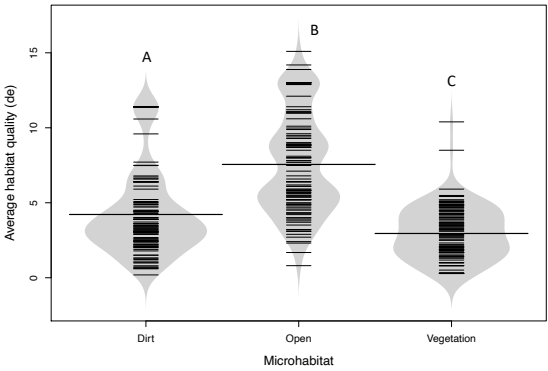 B
A
C
15
10
5
0
Average habitat quality (de)
Dirt
Open
Vegetation
Microhabitat